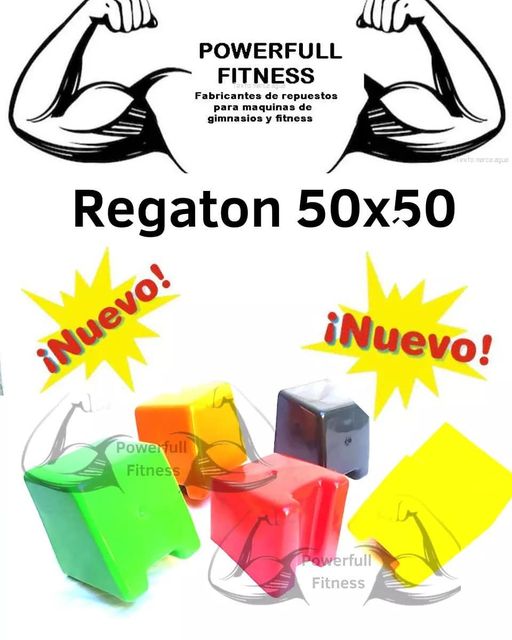 POWERFULL
FITNESS
Fabricantes de repuestos
para maquinas de
gimnasios y fitness
Regaton 50x50
¡Nuevo!
¡Nuevo!
Powerfull
Fitness
Powerfull
Fitness